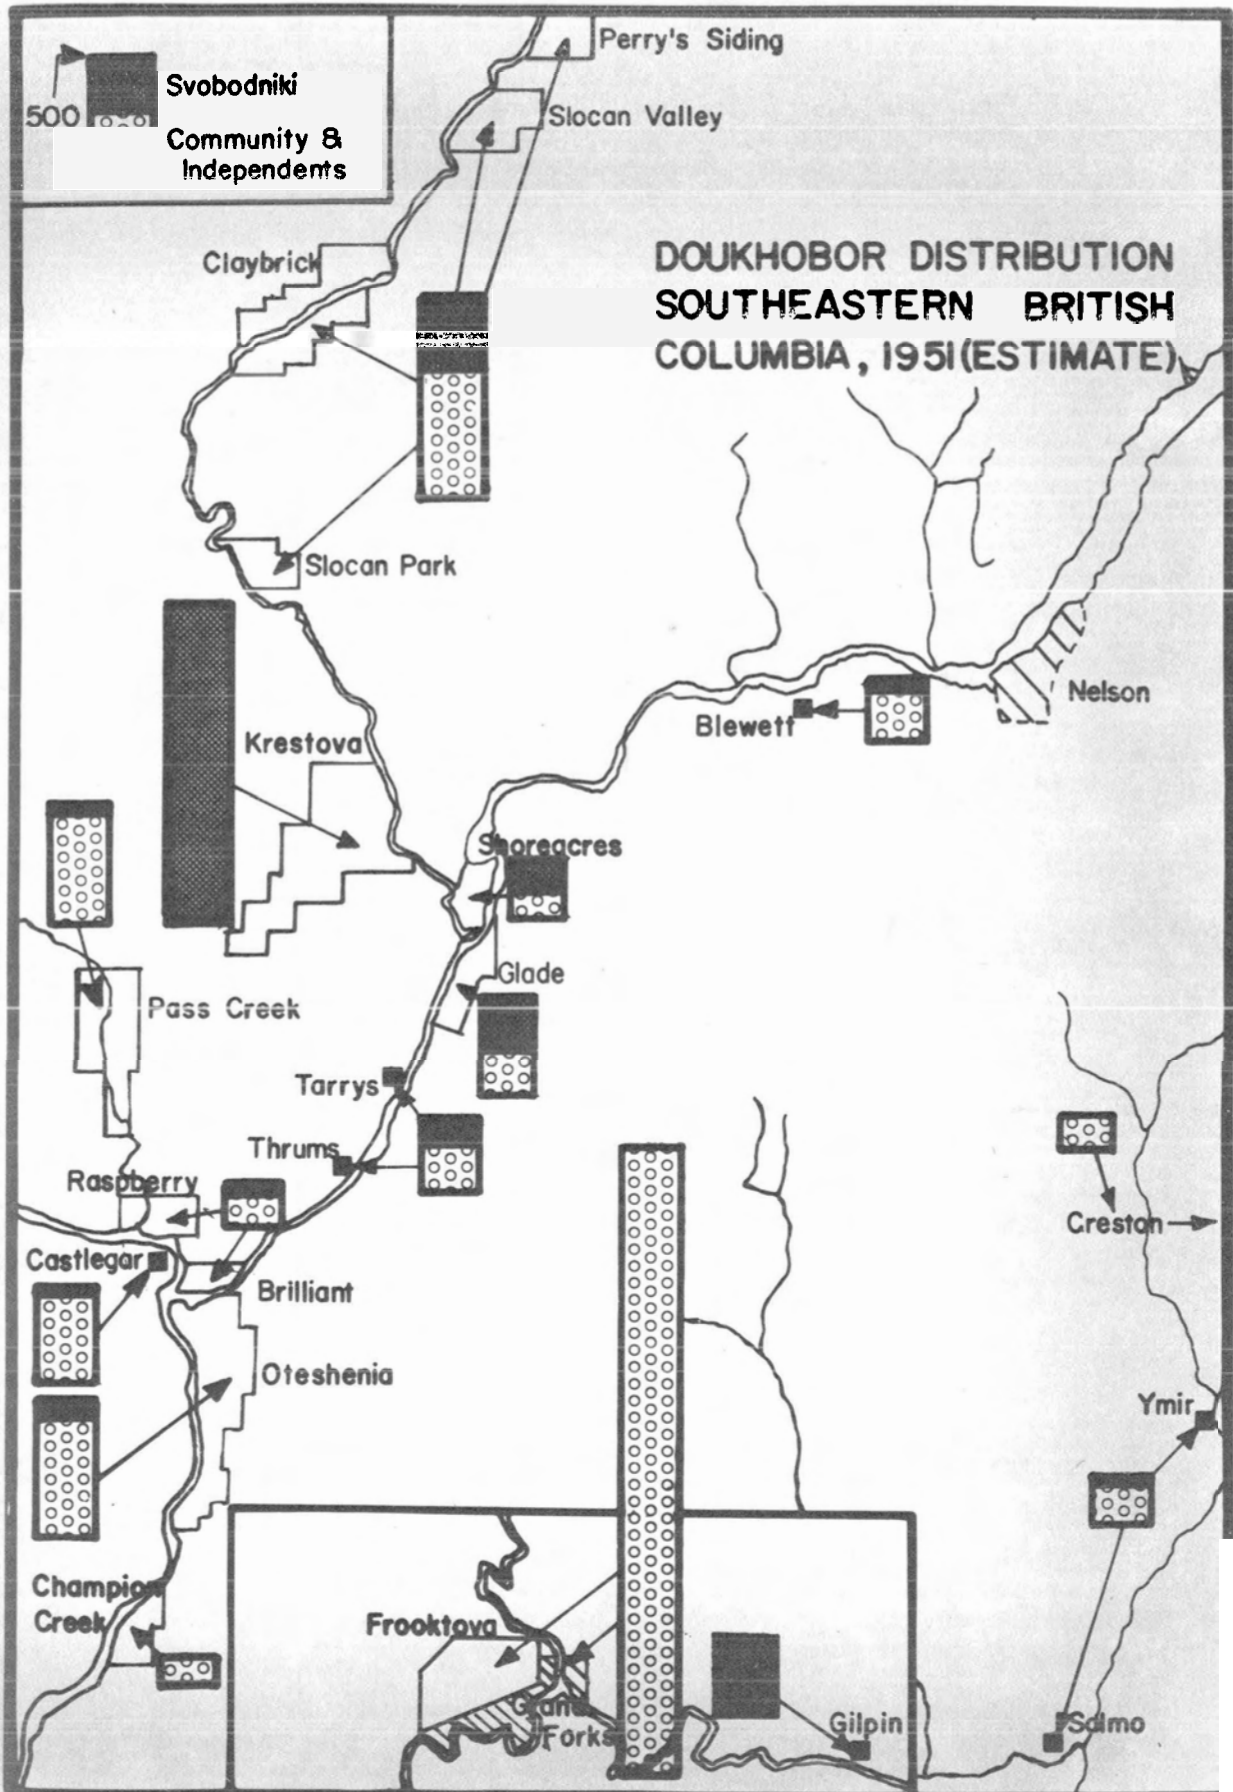 500
Svobodniki
Community &
Independents
Perry's Siding
Slocan Valley
DOUKHOBOR DISTRIBUTION
SOUTHEASTERN BRITISH
COLUMBIA, 1951(ESTIMATE)
Claybrick
Slocan Park
Nelson
Blewett
Krestova
Shoreacres
Glade
Pass Creek
Tarrys
Thrums
Raspberry
Castlegar
Brilliant
Creston
Oteshenia
Ymir
Champion
Creek
Frooktova
Grand
Forks
Gilpin
Salmo